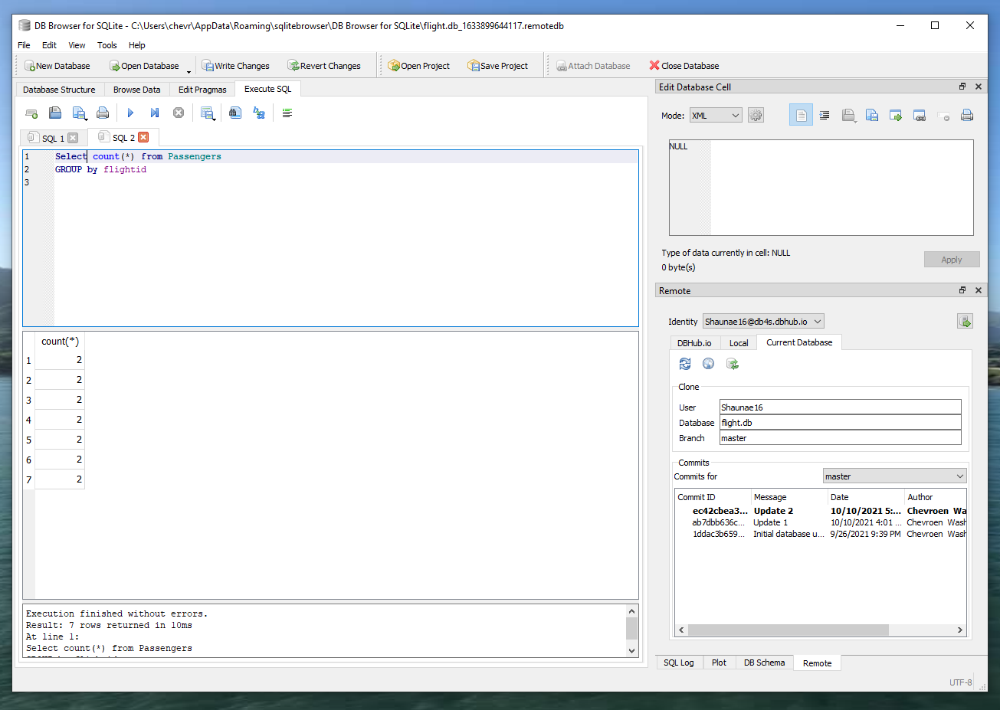 DB Browser for SQLite - C:\Users\chevr\AppData\Roaming\sqlitebrowser\DB Browser for SQLite\flight.db_1633899644117.remotedb
File Edit View Tools Help
New Database Open Database Write Changes Revert Changes Open Project Save Project Attach Database Close Database
Database Structure Browse Data Edit Pragmas Execute SQL
SQL 1 SQL 2
1 Select count(*) from Passengers
2 GROUP by flightid
3
count(*)
1 2
2 2
3 2
4 2
5 2
6 2
7 2
Execution finished without errors.
Result: 7 rows returned in 10ms
At line 1:
Select count(*) from Passengers
Edit Database Cell
Mode: XML
NULL
Type of data currently in cell: NULL
0 byte(s)
Apply
Remote
Identity Shaunae16@db4s.dbhub.io
DBHub.io Local Current Database
Clone
User Shaunae16
Database flight.db
Branch master
Commits
Commits for master
Commit ID Message Date Author
ec42cbea3... Update 2 10/10/2021 5:... Chevroen Wa
ab7dbb636c... Update 1 10/10/2021 4:01 ... Chevroen Wash
1ddac3b659... Initial database u... 9/26/2021 9:39 PM Chevroen Wash
SQL Log Plot DB Schema Remote
UTF-8